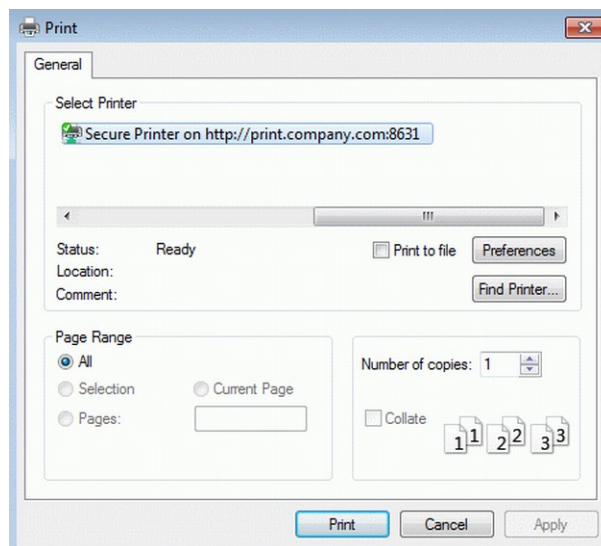 Print
General
Select Printer
Secure Printer on http://print.company.com:8631
Status: Ready Print to file Preferences
Location:
Comment: Find Printer...
Page Range
All
Selection Current Page
Pages:
Number of copies: 1
Collate
1 1 2 2 3 3
Print Cancel Apply